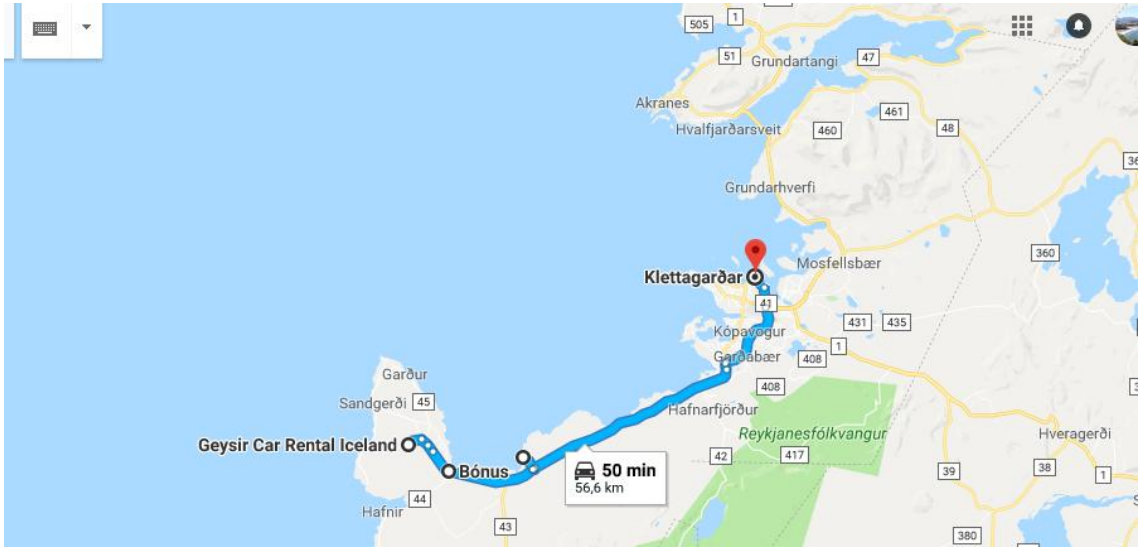 505
1
51
Grundartangi
47
Akranes
461
Hvalfjarðarsveit
460
48
Grundarhverfi
360
Mosfellsbær
Klettagarðar
41
431
435
Kópavogur
1
Garðabær
408
408
Garður
Sandgerði
45
Hafnarfjörður
Reykjanesfólkvangur
Hveragerði
Geysir Car Rental Iceland
Bónus
50 min
56,6 km
42
417
39
38
1
44
Hafnir
43
380